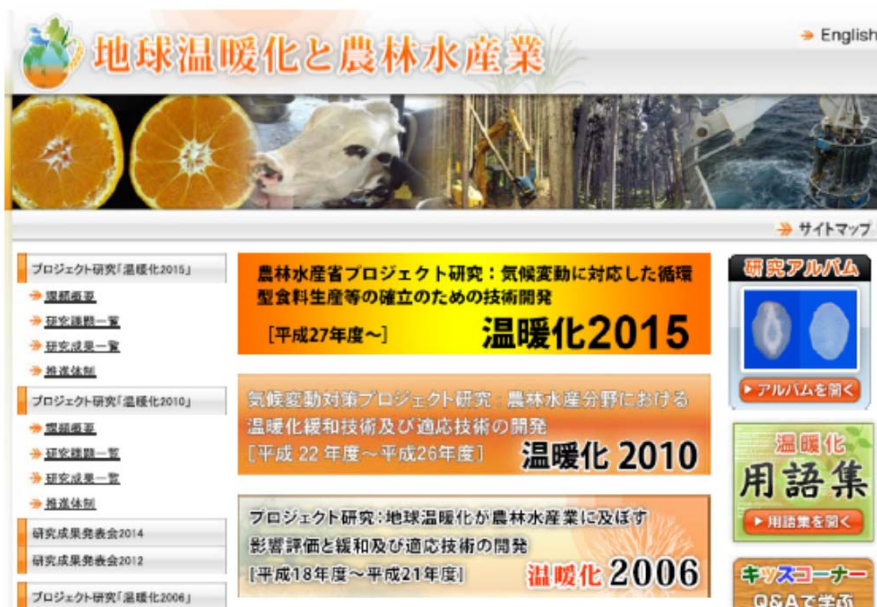 地球温暖化と農林水産業
English
サイトマップ
プロジェクト研究「温暖化2015」
課題概要
研究課題一覧
研究成果一覧
推進体制
プロジェクト研究「温暖化2010」
課題概要
研究課題一覧
研究成果一覧
推進体制
研究成果発表会2014
研究成果発表会2012
プロジェクト研究「温暖化2006」
農林水産省プロジェクト研究：気候変動に対応した循環
型食料生産等の確立のための技術開発
［平成27年度～］
温暖化2015
気候変動対策プロジェクト研究：農林水産分野における
温暖化緩和技術及び適応技術の開発
［平成 22 年度～平成26年度］
温暖化 2010
プロジェクト研究:地球温暖化が農林水産業に及ぼす
影響評価と緩和及び適応技術の開発
[平成18年度～平成21年度]
温暖化 2006
研究アルバム
アルバムを開く
温暖化
用語集
用語集を開く
キッズコーナー
Q&Aで学ぶ